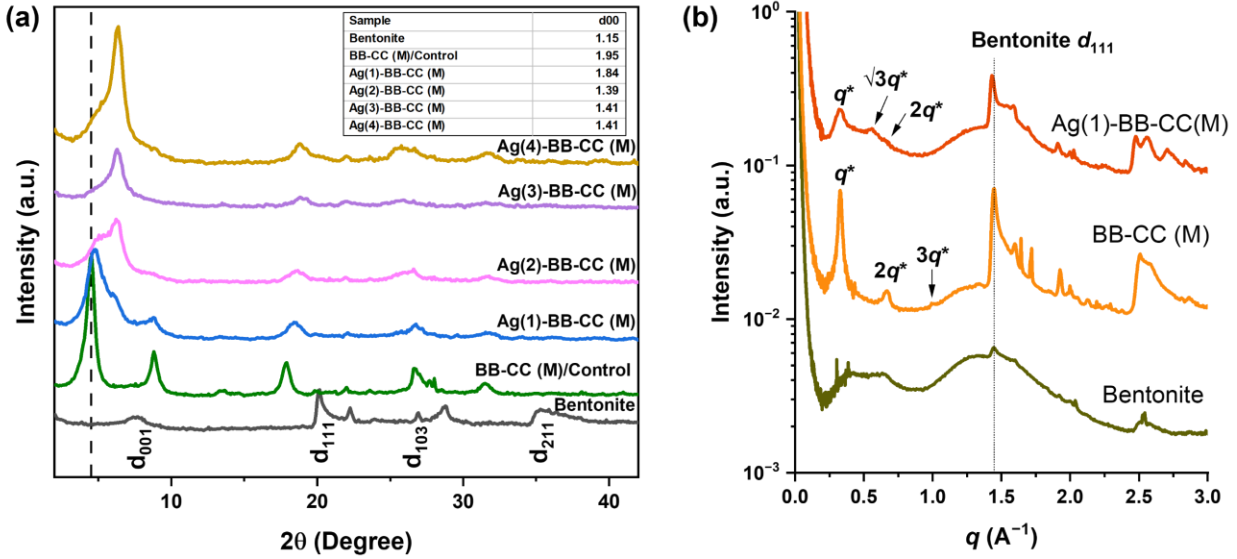 (a)
Sample d00
Bentonite 1.15
BB-CC (M)/Control 1.95
Ag(1)-BB-CC (M) 1.84
Ag(2)-BB-CC (M) 1.39
Ag(3)-BB-CC (M) 1.41
Ag(4)-BB-CC (M) 1.41
Ag(4)-BB-CC (M)
Ag(3)-BB-CC (M)
Ag(2)-BB-CC (M)
Ag(1)-BB-CC (M)
BB-CC (M)/Control
Bentonite
d001
d111
d103
d211
Intensity (a.u.)
10 20 30 40
2θ (Degree)
(b)
10⁰
10⁻¹
10⁻²
10⁻³
Intensity (a.u.)
Bentonite d₁₁₁
q*
√3q*
2q*
Ag(1)-BB-CC(M)
q*
2q*
3q*
BB-CC (M)
Bentonite
0.0 0.5 1.0 1.5 2.0 2.5 3.0
q (A⁻¹)